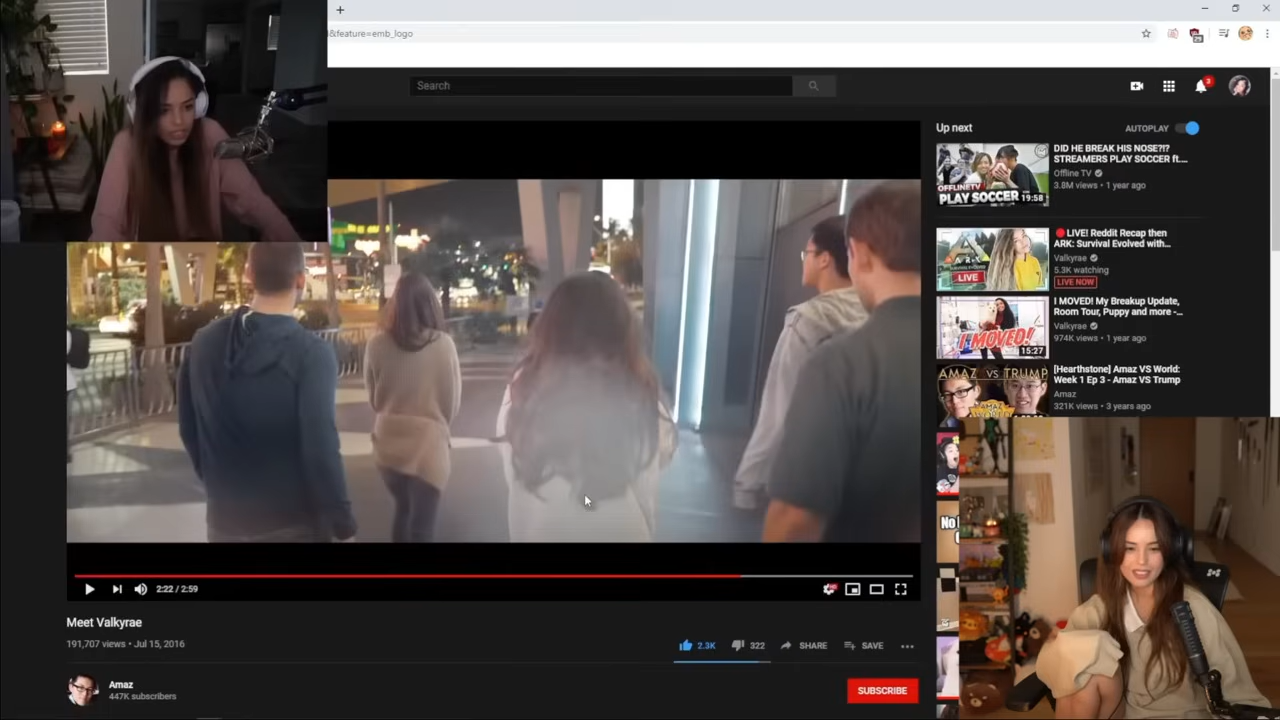 &feature=emb_logo
Search
3
Up next
AUTOPLAY
DID HE BREAK HIS NOSE?!?
STREAMERS PLAY SOCCER ft....
Offline TV
3.8M views • 1 year ago
OFFLINETV
PLAY SOCCER
19:58
LIVE! Reddit Recap then
ARK: Survival Evolved with...
Valkyrae
5.3K watching
LIVE NOW
LIVE
I MOVED! My Breakup Update,
Room Tour, Puppy and more -...
Valkyrae
974K views • 1 year ago
I MOVED!
15:27
[Hearthstone] Amaz VS World:
Week 1 Ep 3 - Amaz VS Trump
Amaz
321K views • 3 years ago
AMAZ VS TRUMP
2:22 / 2:59
Meet Valkyrae
191,707 views • Jul 15, 2016
2.3K
322
SHARE
SAVE
Amaz
447K subscribers
SUBSCRIBE